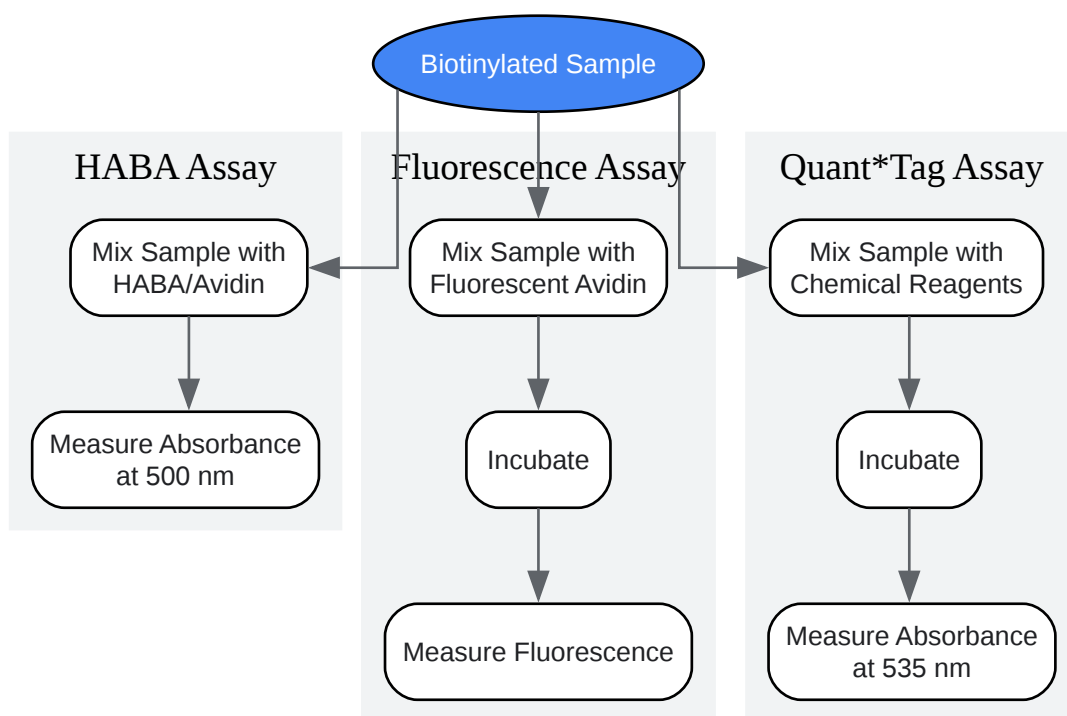 Biotinylated Sample
HABA Assay
Mix Sample with
HABA/Avidin
Measure Absorbance
at 500 nm
Fluorescence Assay
Mix Sample with
Fluorescent Avidin
Incubate
Measure Fluorescence
Quant*Tag Assay
Mix Sample with
Chemical Reagents
Incubate
Measure Absorbance
at 535 nm